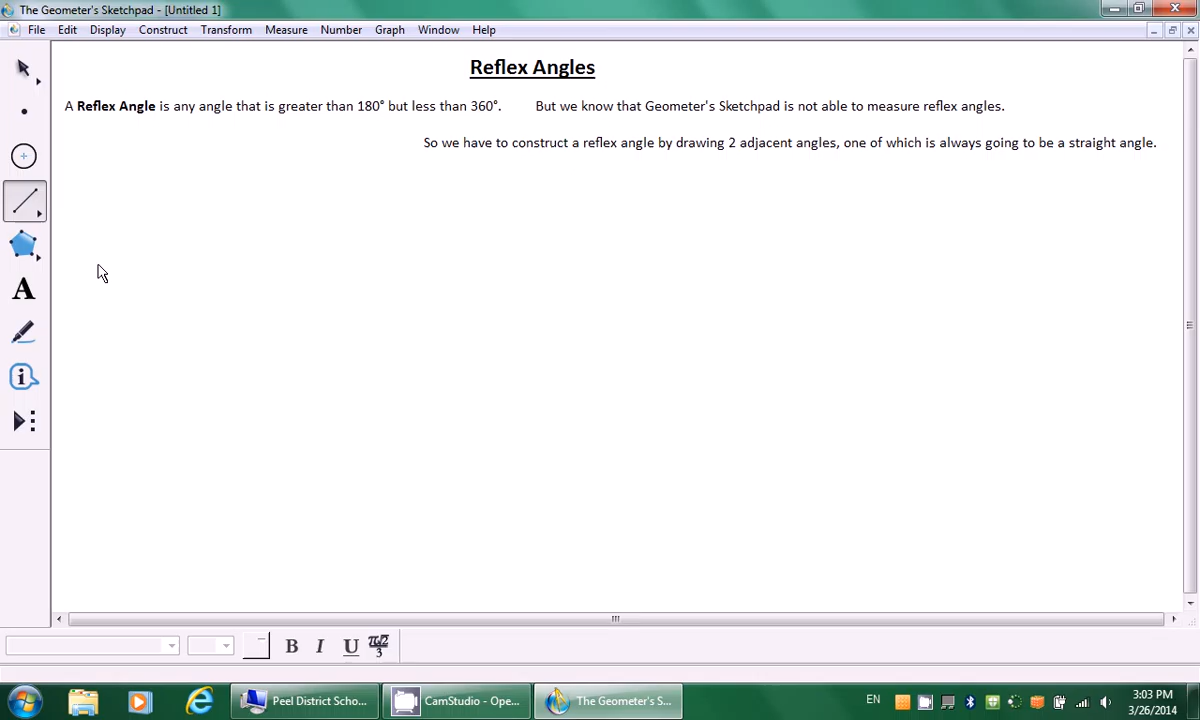 The Geometer's Sketchpad - [Untitled 1]
File Edit Display Construct Transform Measure Number Graph Window Help
Reflex Angles
A Reflex Angle is any angle that is greater than 180° but less than 360°. But we know that Geometer's Sketchpad is not able to measure reflex angles.
So we have to construct a reflex angle by drawing 2 adjacent angles, one of which is always going to be a straight angle.
A
B I U
Peel District Scho... CamStudio - Ope... The Geometer's S... EN 3:03 PM
3/26/2014